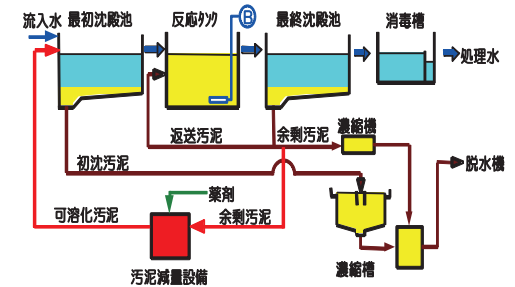 流入水
最初沈殿池
反応タンク
B
最終沈殿池
消毒槽
処理水
返送汚泥
余剰汚泥
濃縮機
初沈汚泥
脱水機
薬剤
可溶化汚泥
余剰汚泥
濃縮槽
汚泥減量設備